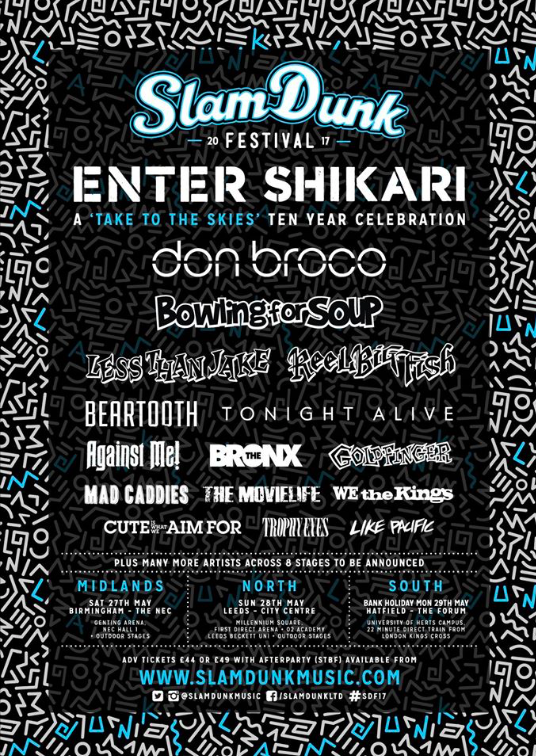 Slam Dunk
20 FESTIVAL 17
ENTER SHIKARI
A 'TAKE TO THE SKIES' TEN YEAR CELEBRATION
don broco
Bowling for SOUP
LESS THAN JAKE Reel Big Fish
BEARTOOTH TONIGHT ALIVE
Against Me! THE BRONX GOLDFINGER
MAD CADDIES THE MOVIELIFE WE the Kings
CUTE IS WHAT WE AIM FOR TROPHY EYES LIKE PACIFIC
PLUS MANY MORE ARTISTS ACROSS 8 STAGES TO BE ANNOUNCED
MIDLANDS
SAT 27TH MAY
BIRMINGHAM - THE NEC
GENTING ARENA,
NEC HALL 1
+ OUTDOOR STAGES
NORTH
SUN 28TH MAY
LEEDS - CITY CENTRE
MILLENNIUM SQUARE,
FIRST DIRECT ARENA + O2 ACADEMY
LEEDS BECKETT UNI + OUTDOOR STAGES
SOUTH
BANK HOLIDAY MON 29TH MAY
HATFIELD - THE FORUM
UNIVERSITY OF HERTS CAMPUS,
22 MINUTE DIRECT TRAIN FROM
LONDON KINGS CROSS
ADV TICKETS £44 OR £49 WITH AFTERPARTY (STBF) AVAILABLE FROM
WWW.SLAMDUNKMUSIC.COM
@SLAMDUNKMUSIC /SLAMDUNKLTD #SDF17